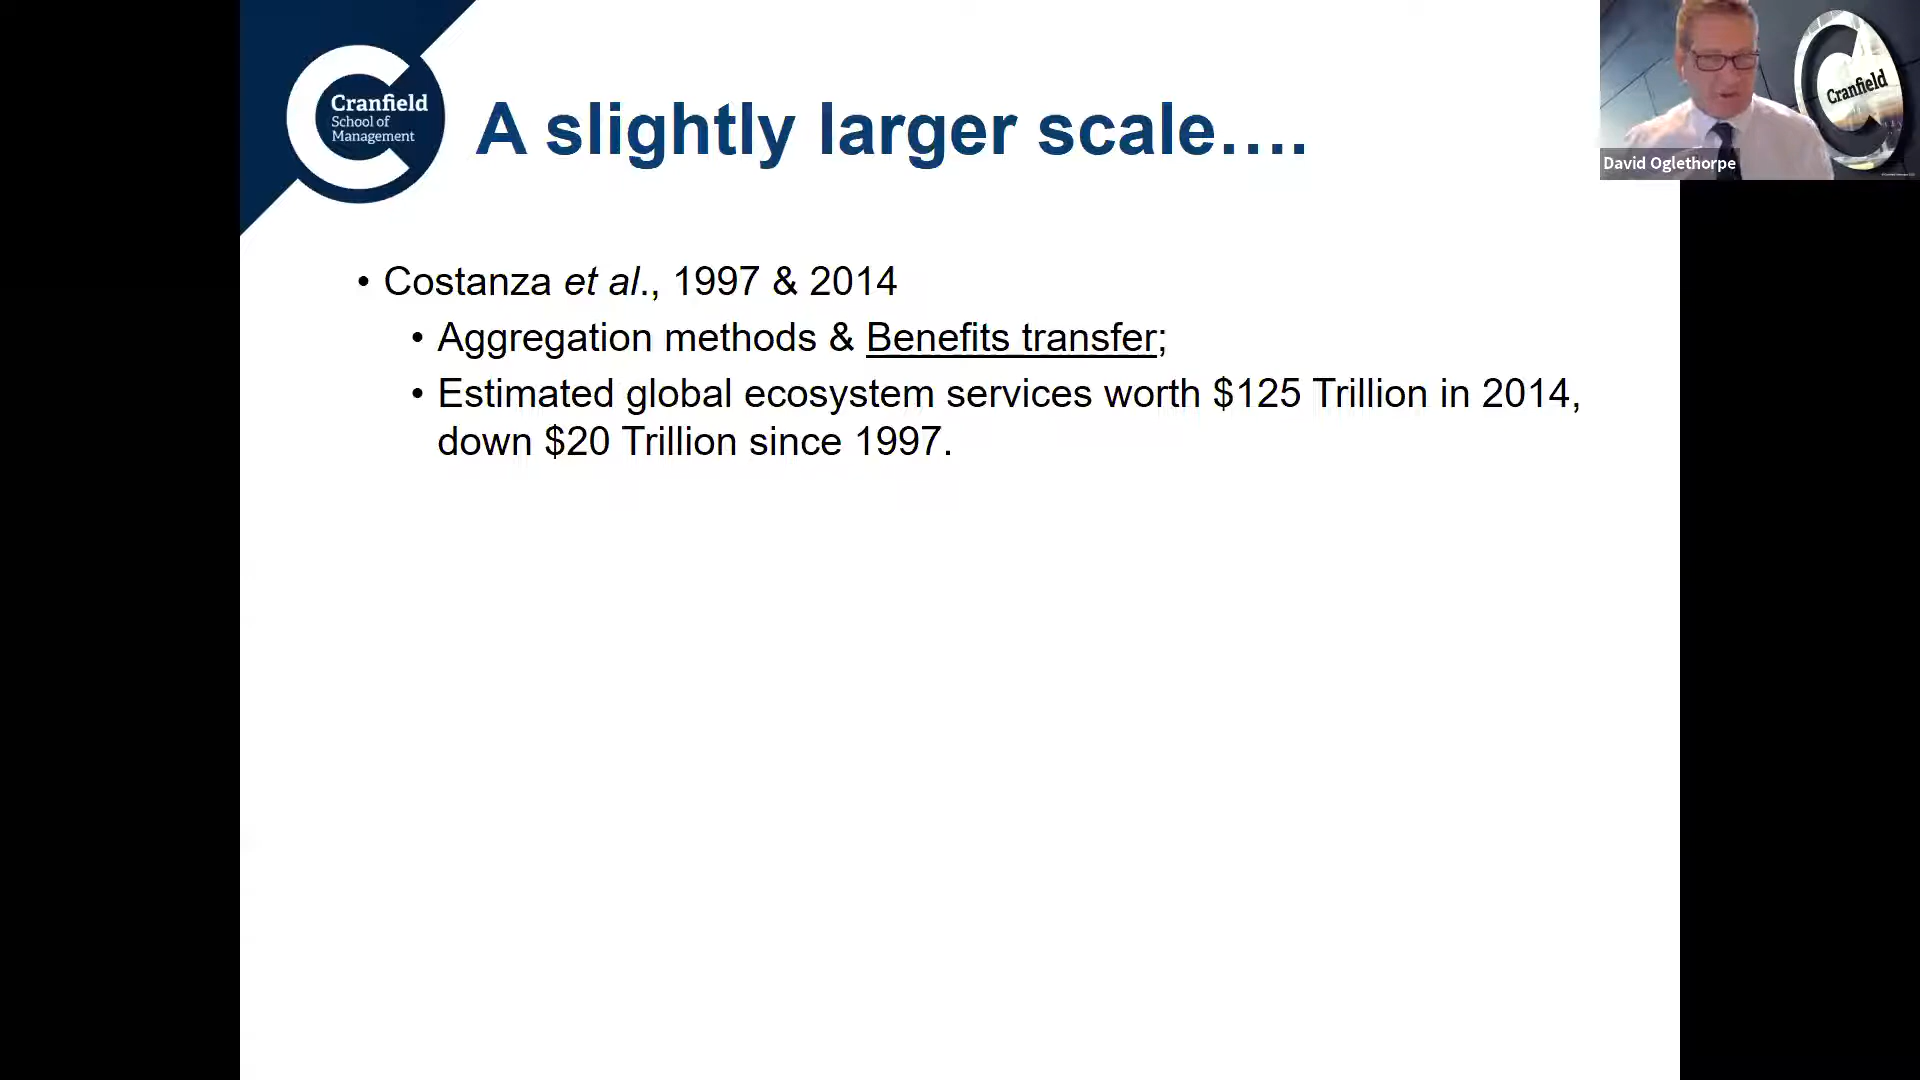 Cranfield
School of
Management
A slightly larger scale….
• Costanza et al., 1997 & 2014
• Aggregation methods & Benefits transfer;
• Estimated global ecosystem services worth $125 Trillion in 2014,
down $20 Trillion since 1997.
Cranfield
David Oglethorpe